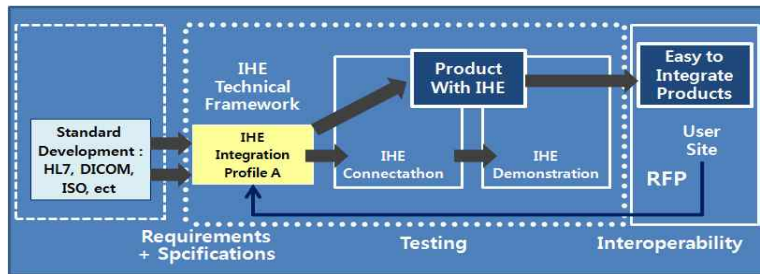 IHE
Technical
Framework
Standard
Development :
HL7, DICOM,
ISO, ect
IHE
Integration
Profile A
Product
With IHE
IHE
Connectathon
IHE
Demonstration
Easy to
Integrate
Products
User
Site
RFP
Requirements
+ Spcifications
Testing
Interoperability